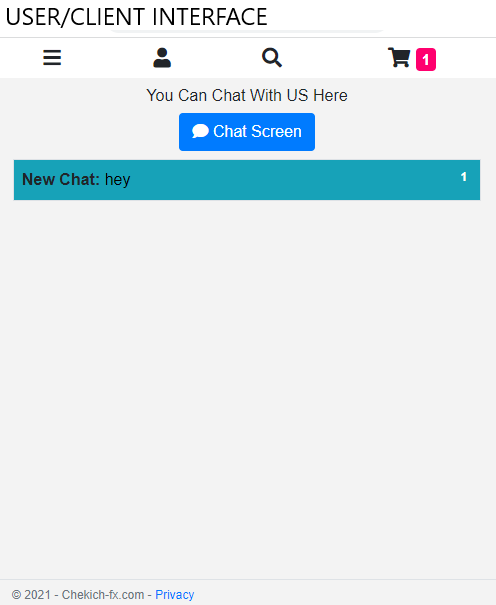 USER/CLIENT INTERFACE
1
You Can Chat With US Here
Chat Screen
New Chat: hey 1
© 2021 - Chekich-fx.com - Privacy